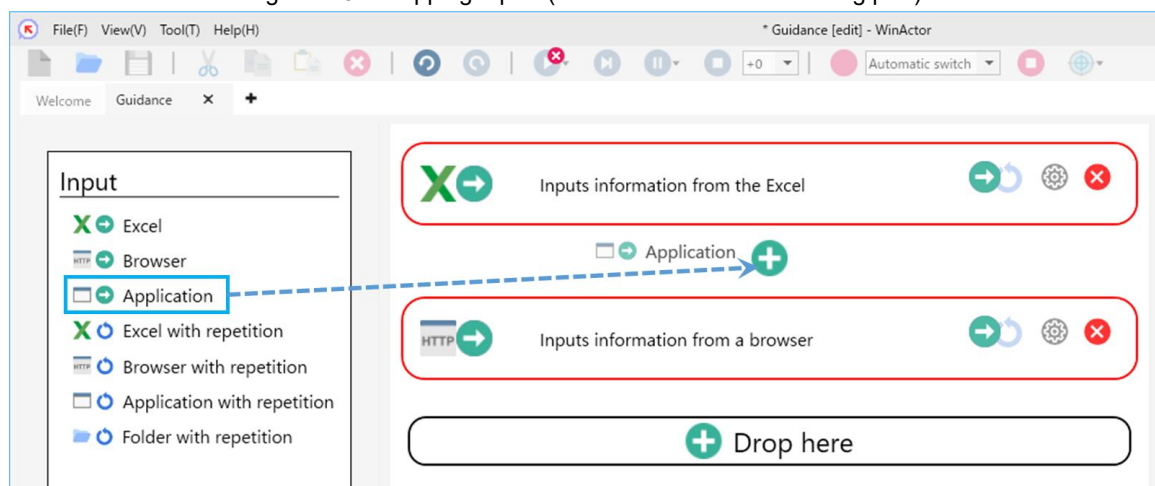 File(F) View(V) Tool(T) Help(H) * Guidance [edit] - WinActor
+0 Automatic switch
Welcome Guidance
Input
Excel
HTTP Browser
Application
Excel with repetition
HTTP Browser with repetition
Application with repetition
Folder with repetition
Inputs information from the Excel
Application
HTTP Inputs information from a browser
Drop here